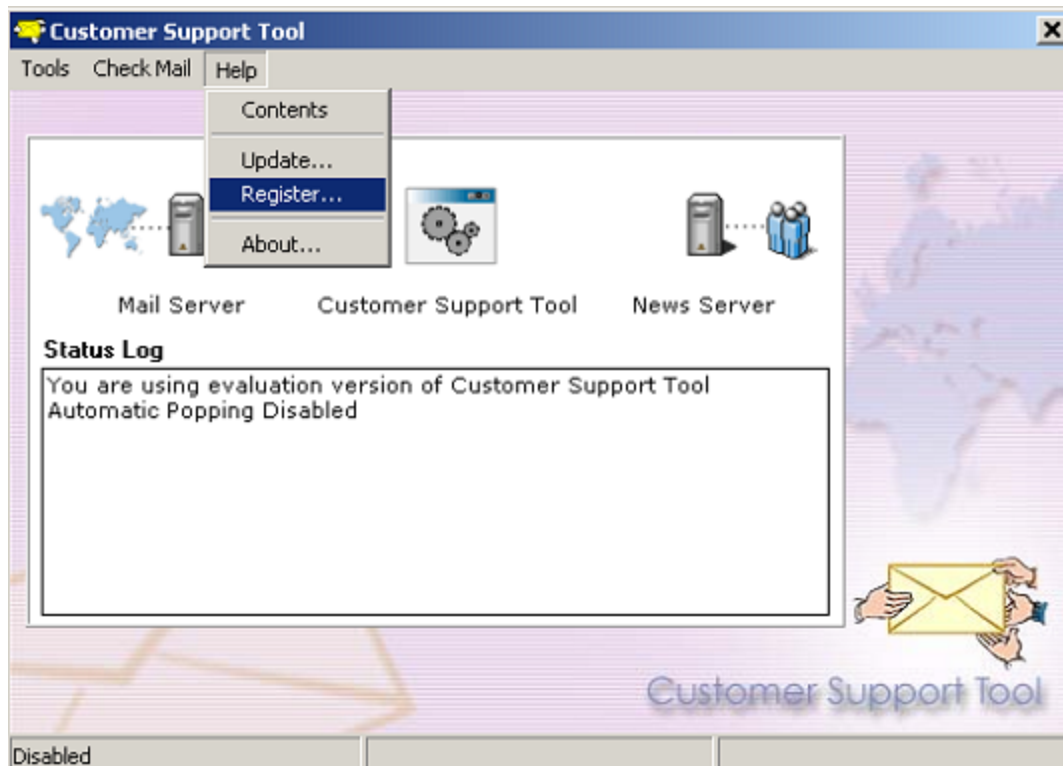 Customer Support Tool
Tools Check Mail Help
Contents
Update...
Register...
About...
Mail Server Customer Support Tool News Server
Status Log
You are using evaluation version of Customer Support Tool
Automatic Popping Disabled
Customer Support Tool
Disabled